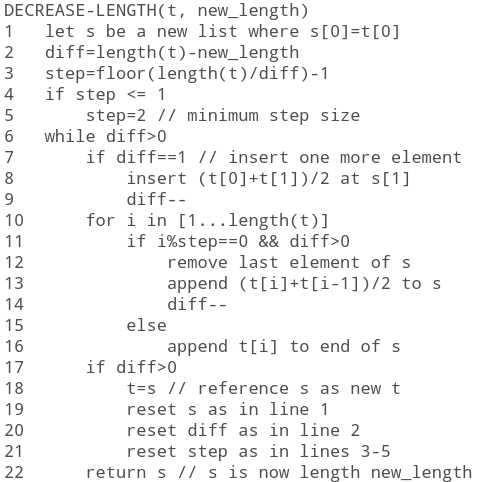 DECREASE-LENGTH(t, new_length)
1   let s be a new list where s[0]=t[0]
2   diff=length(t)-new_length
3   step=floor(length(t)/diff)-1
4   if step <= 1
5       step=2 // minimum step size
6   while diff>0
7       if diff==1 // insert one more element
8           insert (t[0]+t[1])/2 at s[1]
9           diff--
10      for i in [1...length(t)]
11          if i%step==0 && diff>0
12              remove last element of s
13              append (t[i]+t[i-1])/2 to s
14              diff--
15          else
16              append t[i] to end of s
17      if diff>0
18          t=s // reference s as new t
19          reset s as in line 1
20          reset diff as in line 2
21          reset step as in lines 3-5
22      return s // s is now length new_length